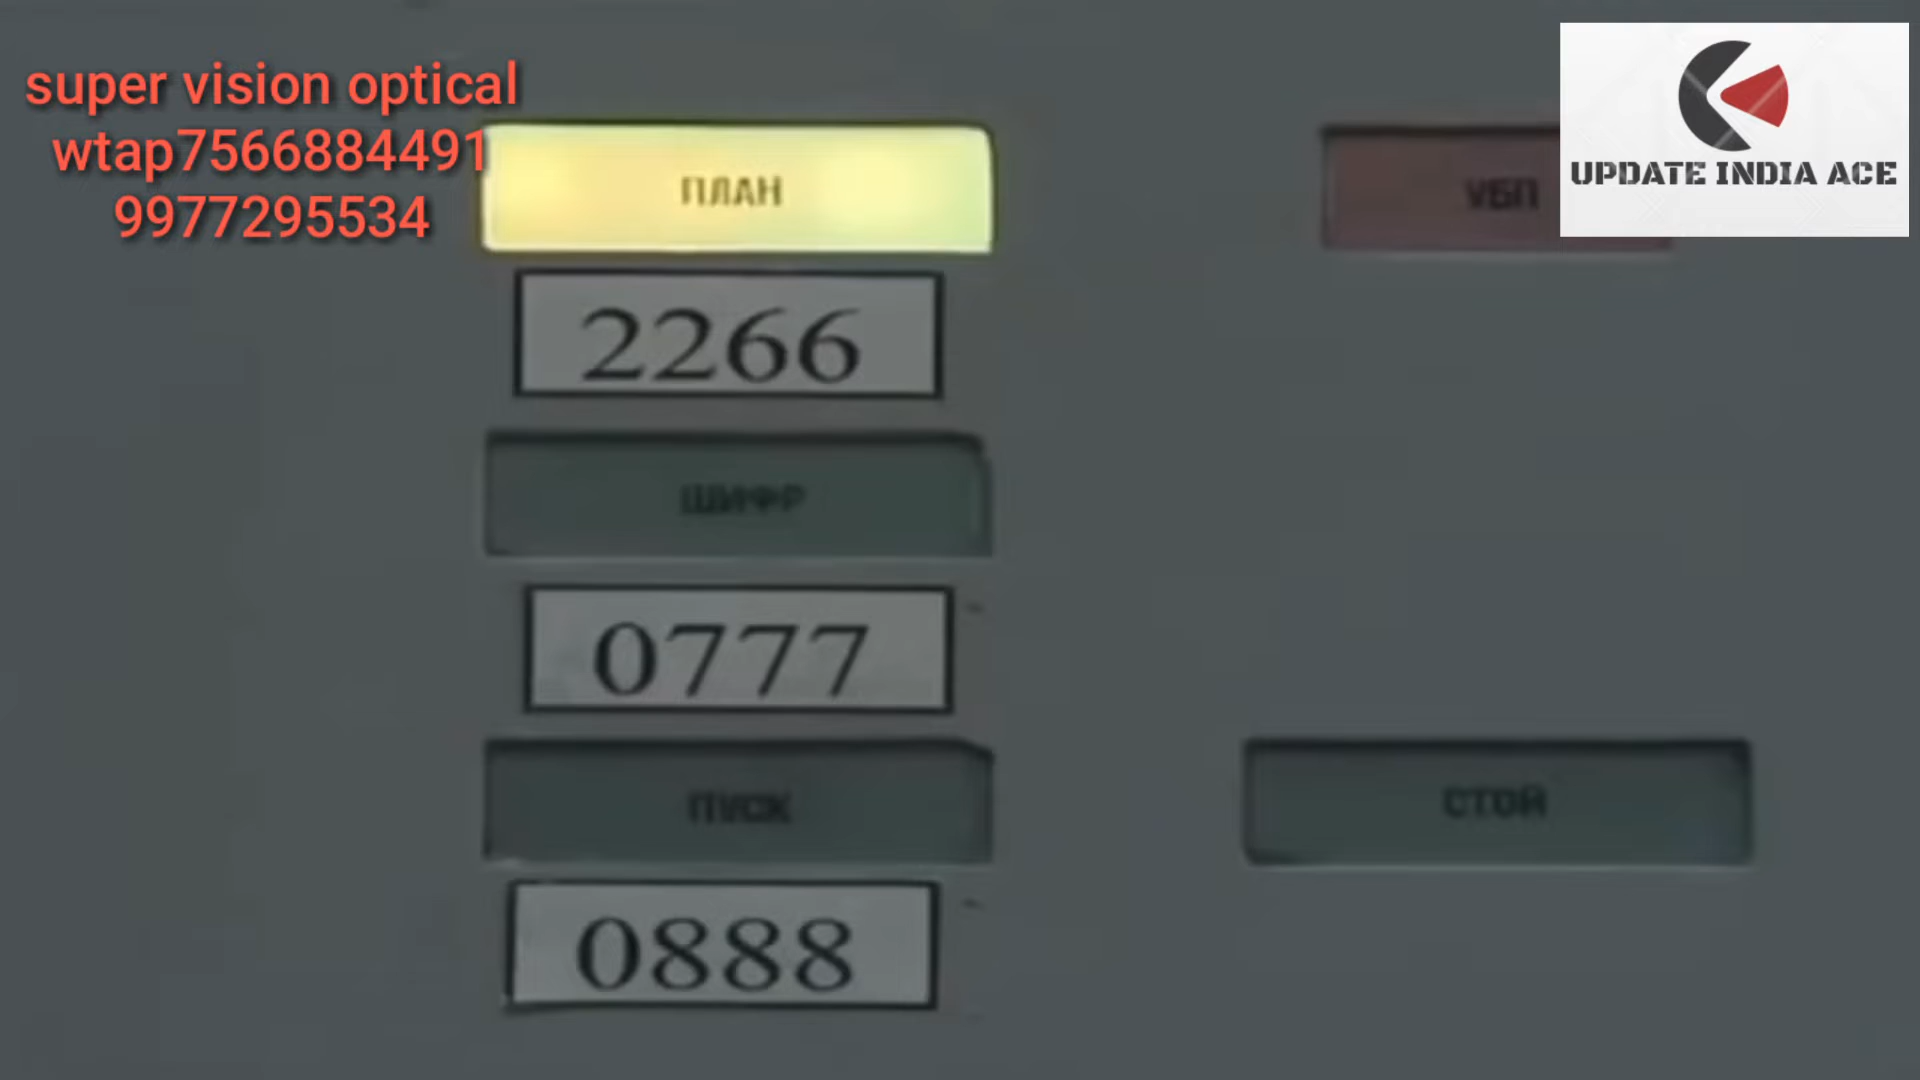 super vision optical
wtap7566884491
9977295534
UPDATE INDIA ACE
ПЛАН
УБП
2266
ШИФР
0777
ПУСК
СТОЙ
0888